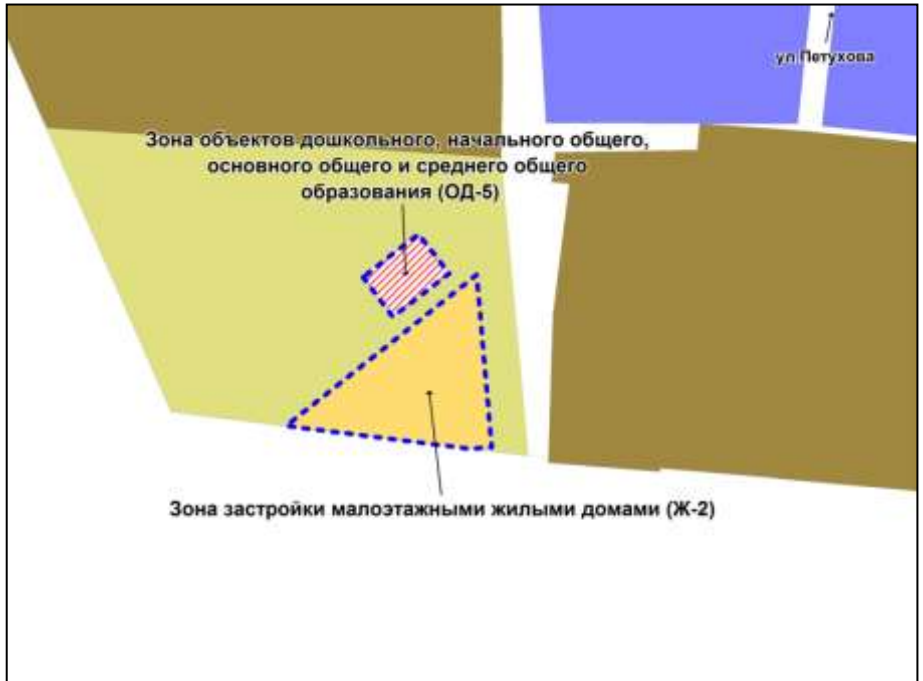 ул Петухова
Зона объектов дошкольного, начального общего,
основного общего и среднего общего
образования (ОД-5)
Зона застройки малоэтажными жилыми домами (Ж-2)